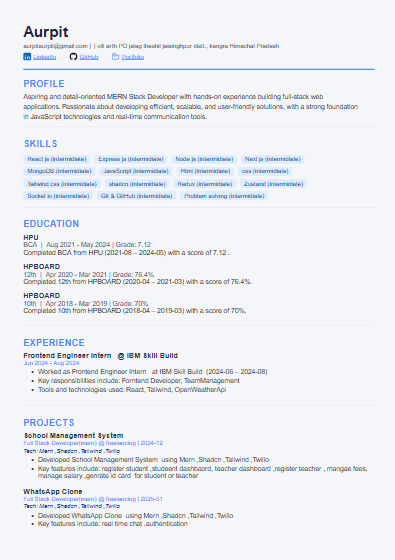 Aurpit
aurpitaurpit@gmail.com | | vill arth PO jalag theshil jaisinghpur distt., kangra Himachal Pradesh
LinkedIn GitHub Portfolio
PROFILE
Aspiring and detail-oriented MERN Stack Developer with hands-on experience building full-stack web
applications. Passionate about developing efficient, scalable, and user-friendly solutions, with a strong foundation
in JavaScript technologies and real-time communication tools.
SKILLS
React js (intermidiate) Express js (intermidiate) Node js (intermidiate) Next js (intermidiate)
MongoDB (intermidiate) JavaScript (intermidiate) Html (intermidiate) css (intermidiate)
Tailwind css (intermidiate) shadcn (intermidiate) Redux (intermidiate) Zustand (intermidiate)
Socket io (intermidiate) Git & GitHub (intermidiate) Problem solving (intermidiate)
EDUCATION
HPU
BCA | Aug 2021 - May 2024 | Grade: 7.12
Completed BCA from HPU (2021-08 – 2024-05) with a score of 7.12 .
HPBOARD
12th | Apr 2020 - Mar 2021 | Grade: 76.4%
Completed 12th from HPBOARD (2020-04 – 2021-03) with a score of 76.4%.
HPBOARD
10th | Apr 2018 - Mar 2019 | Grade: 70%
Completed 10th from HPBOARD (2018-04 – 2019-03) with a score of 70%.
EXPERIENCE
Frontend Engineer Intern @ IBM Skill Build
Jun 2024 - Aug 2024
• Worked as Frontend Engineer Intern at IBM Skill Build (2024-06 – 2024-08)
• Key responsibilities include: Forntend Developer, TeamManagement
• Tools and technologies used: React, Tailwind, OpenWeatherApi
PROJECTS
School Management System
Full Stack Developer(mern) @ freelancing | 2024-12
Tech: Mern ,Shadcn ,Tailwind ,Twilio
• Developed School Management System using Mern ,Shadcn ,Tailwind ,Twilio
• Key features include: register student ,studeent dashbaord, teacher dashboard ,register teacher , mangae fees,
manage salary ,genrate id card for student or teacher
WhatsApp Clone
Full Stack Developer(mern) @ freelancing | 2025-01
Tech: Mern ,Shadcn ,Tailwind ,Twilio
• Developed WhatsApp Clone using Mern ,Shadcn ,Tailwind ,Twilio
• Key features include: real time chat ,authentication